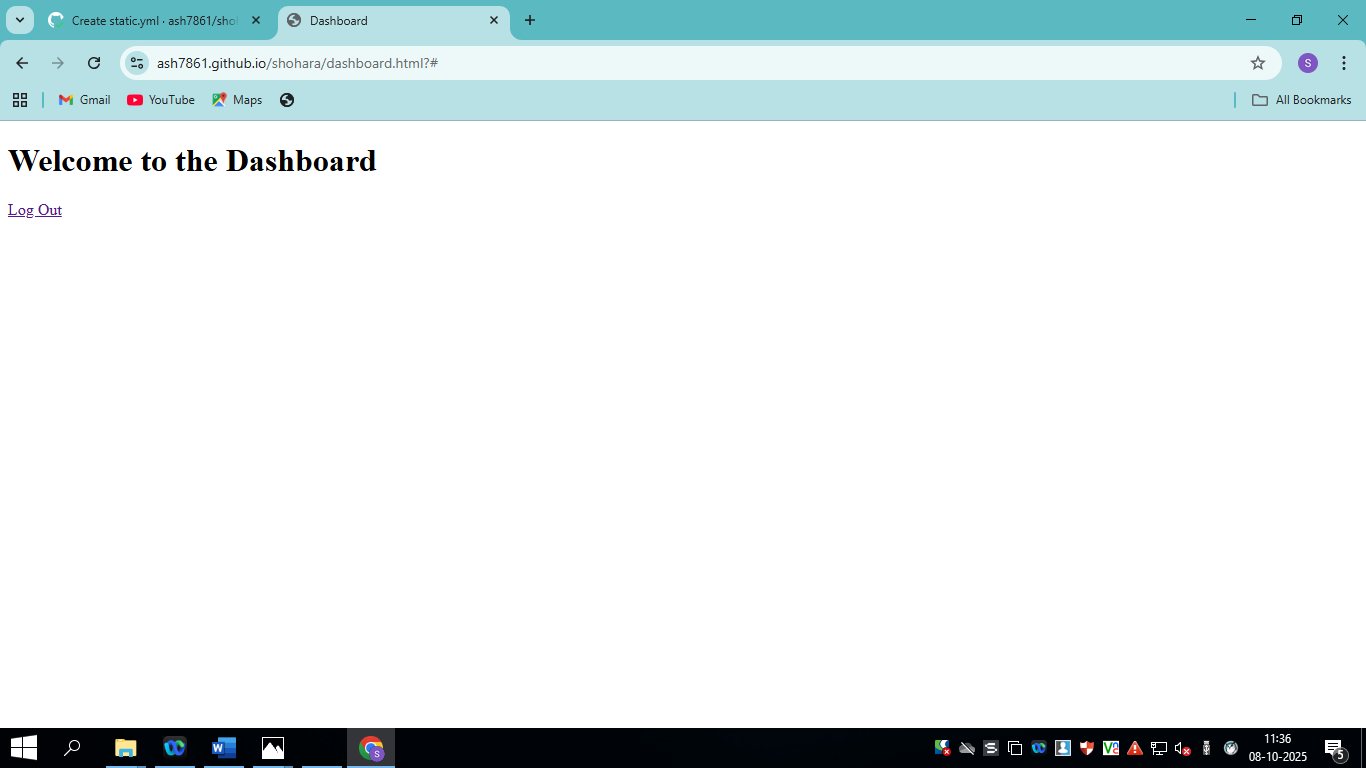 Create static.yml · ash7861/sho
Dashboard
ash7861.github.io/shohara/dashboard.html?#
S
Gmail
YouTube
Maps
All Bookmarks
Welcome to the Dashboard
Log Out
11:36
08-10-2025
5